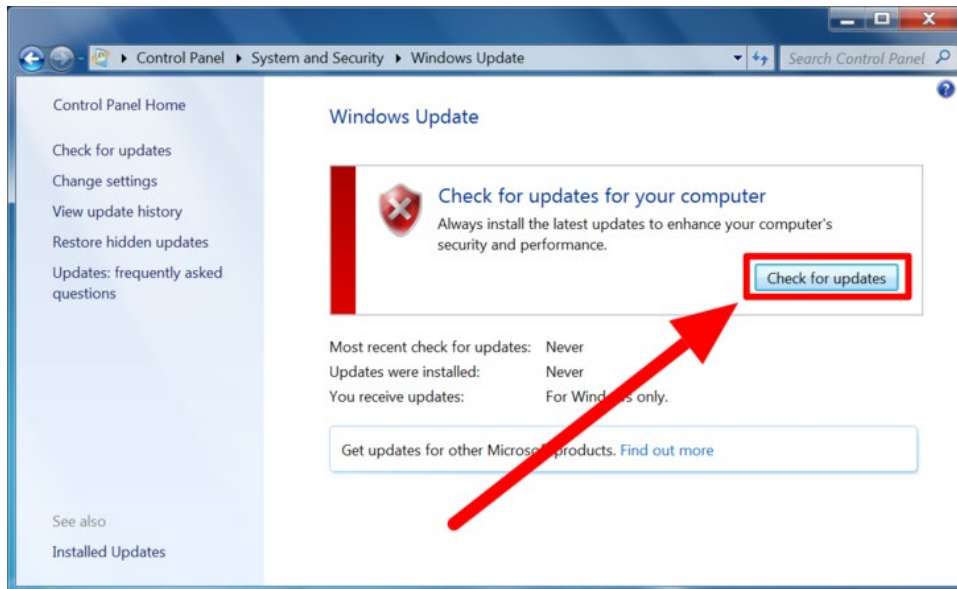 Control Panel System and Security Windows Update
Search Control Panel
Control Panel Home
Check for updates
Change settings
View update history
Restore hidden updates
Updates: frequently asked
questions
See also
Installed Updates
Windows Update
Check for updates for your computer
Always install the latest updates to enhance your computer's
security and performance.
Check for updates
Most recent check for updates: Never
Updates were installed: Never
You receive updates: For Windows only.
Get updates for other Microsoft products. Find out more